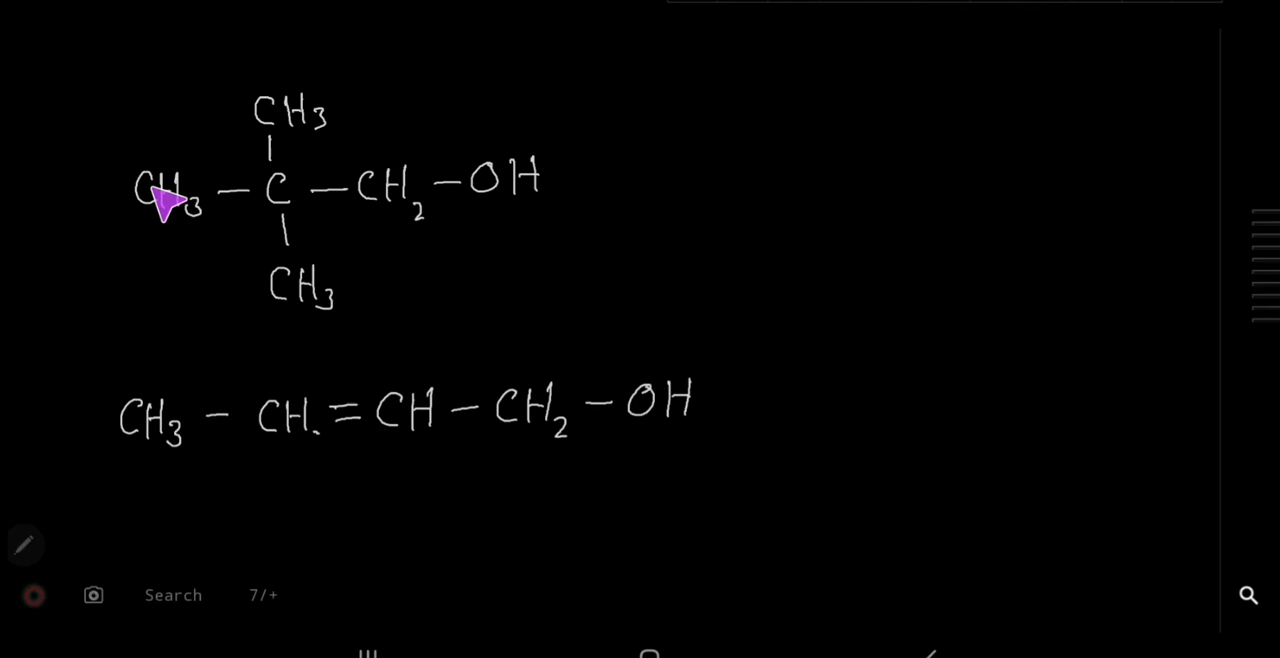 CH3
CH3 — C — CH2 — OH
CH3
CH3 - CH. = CH - CH2 - OH
Search 7/+